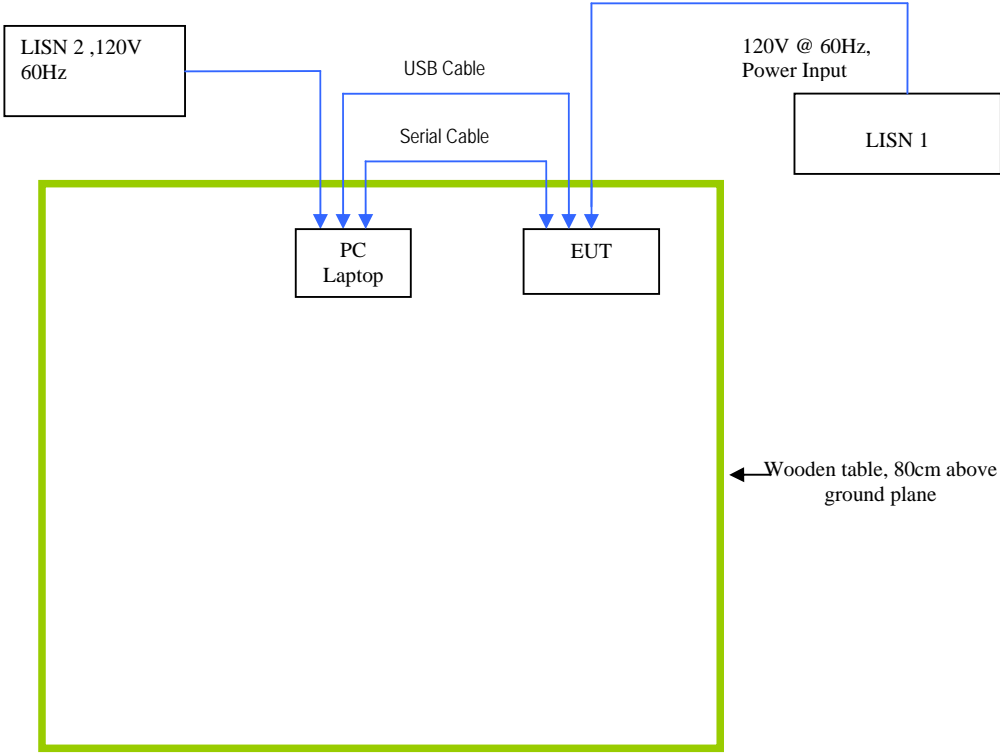 LISN 2 ,120V
60Hz
USB Cable
Serial Cable
120V @ 60Hz,
Power Input
LISN 1
PC
Laptop
EUT
Wooden table, 80cm above
ground plane